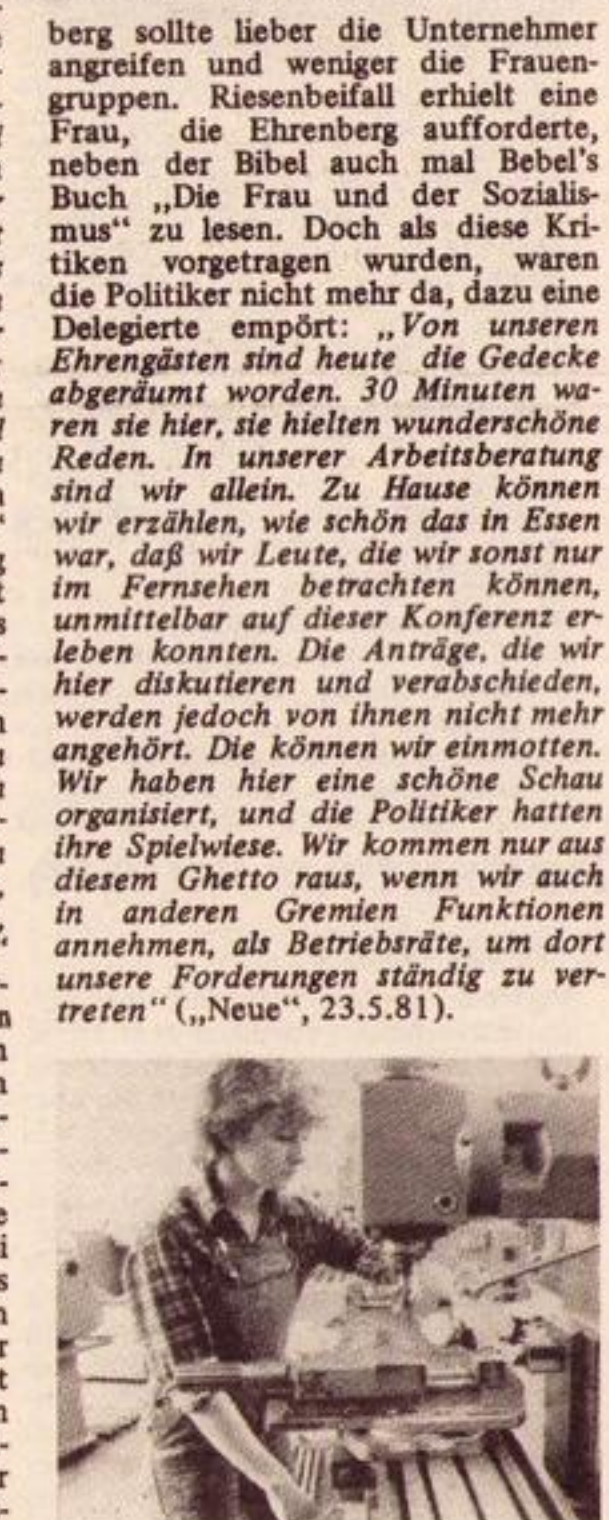 berg sollte lieber die Unternehmer
angreifen und weniger die Frauen-
gruppen. Riesenbeifall erhielt eine
Frau, die Ehrenberg aufforderte,
neben der Bibel auch mal Bebel's
Buch „Die Frau und der Sozialis-
mus“ zu lesen. Doch als diese Kri-
tiken vorgetragen wurden, waren
die Politiker nicht mehr da, dazu eine
Delegierte empört: „Von unseren
Ehrengästen sind heute die Gedecke
abgeräumt worden. 30 Minuten wa-
ren sie hier, sie hielten wunderschöne
Reden. In unserer Arbeitsberatung
sind wir allein. Zu Hause können
wir erzählen, wie schön das in Essen
war, daß wir Leute, die wir sonst nur
im Fernsehen betrachten können,
unmittelbar auf dieser Konferenz er-
leben konnten. Die Anträge, die wir
hier diskutieren und verabschieden,
werden jedoch von ihnen nicht mehr
angehört. Die können wir einmotten.
Wir haben hier eine schöne Schau
organisiert, und die Politiker hatten
ihre Spielwiese. Wir kommen nur aus
diesem Ghetto raus, wenn wir auch
in anderen Gremien Funktionen
annehmen, als Betriebsräte, um dort
unsere Forderungen ständig zu ver-
treten“ („Neue“, 23.5.81).